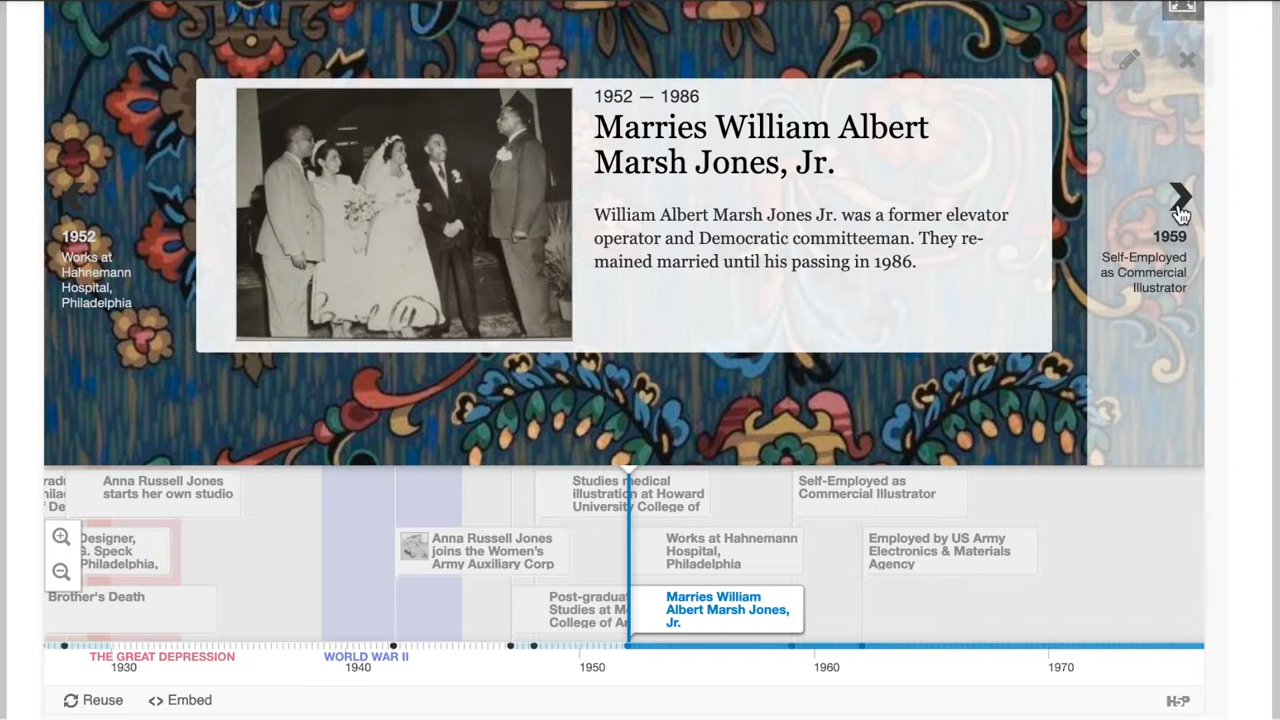 1952 — 1986
Marries William Albert
Marsh Jones, Jr.
William Albert Marsh Jones Jr. was a former elevator
operator and Democratic committeeman. They re-
mained married until his passing in 1986.
1952
Works at
Hahnemann
Hospital,
Philadelphia
1959
Self-Employed
as Commercial
Illustrator
Anna Russell Jones
starts her own studio
Studies medical
illustration at Howard
University College of
Self-Employed as
Commercial Illustrator
Designer,
G. Speck
Philadelphia,
Anna Russell Jones
joins the Women's
Army Auxiliary Corp
Works at Hahnemann
Hospital,
Philadelphia
Employed by US Army
Electronics & Materials
Agency
Brother's Death
Studies at
College of
Marries William
Albert Marsh Jones,
Jr.
THE GREAT DEPRESSION
WORLD WAR II
1930
1940
1950
1960
1970
Reuse
Embed
H5P